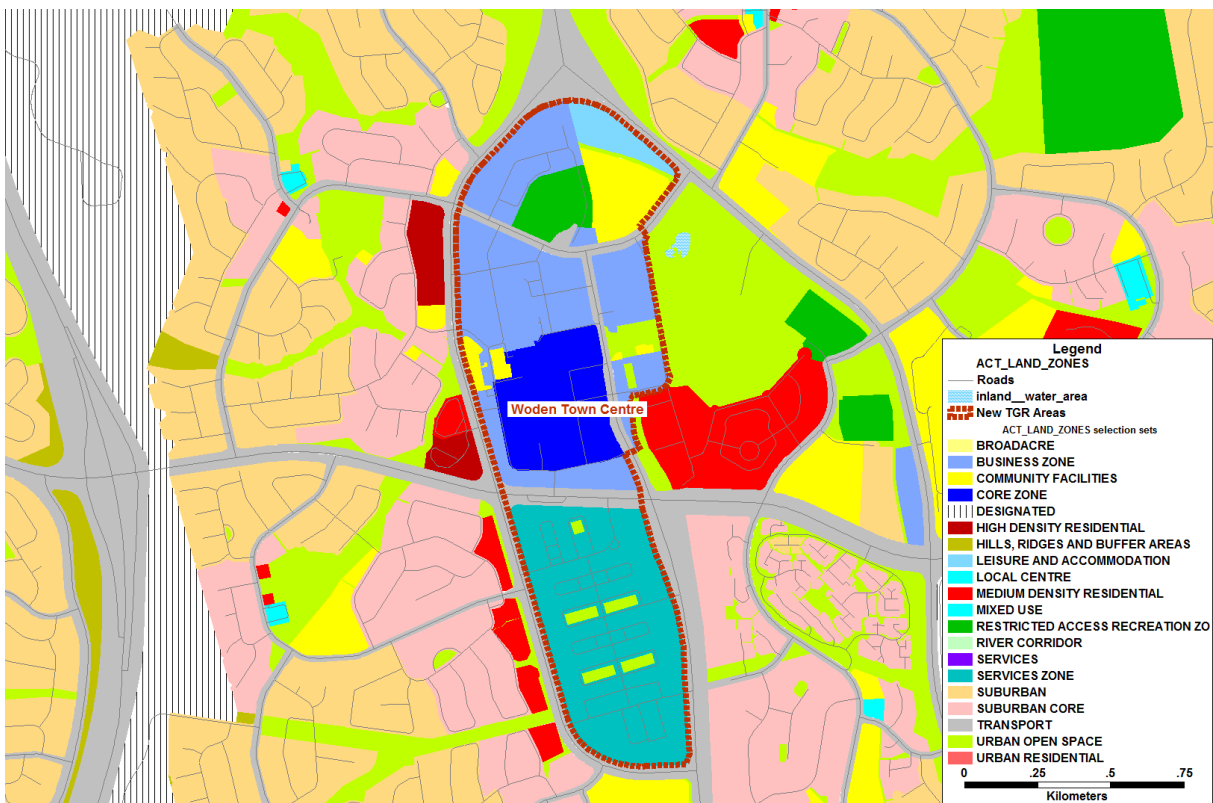 Woden Town Centre
Legend
ACT_LAND_ZONES
Roads
inland__water_area
New TGR Areas
ACT_LAND_ZONES selection sets
BROADACRE
BUSINESS ZONE
COMMUNITY FACILITIES
CORE ZONE
DESIGNATED
HIGH DENSITY RESIDENTIAL
HILLS, RIDGES AND BUFFER AREAS
LEISURE AND ACCOMMODATION
LOCAL CENTRE
MEDIUM DENSITY RESIDENTIAL
MIXED USE
RESTRICTED ACCESS RECREATION ZO
RIVER CORRIDOR
SERVICES
SERVICES ZONE
SUBURBAN
SUBURBAN CORE
TRANSPORT
URBAN OPEN SPACE
URBAN RESIDENTIAL
0 .25 .5 .75
Kilometers